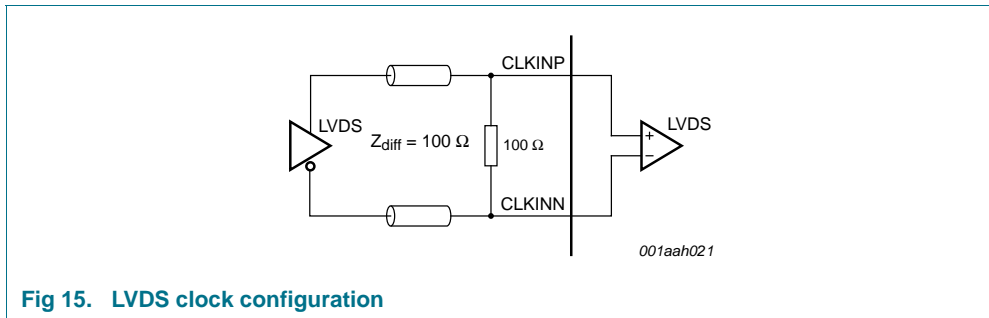 CLKINP
LVDS
LVDS
Zdiff = 100 Ω
100 Ω
+
−
CLKINN
001aah021
Fig 15. LVDS clock configuration